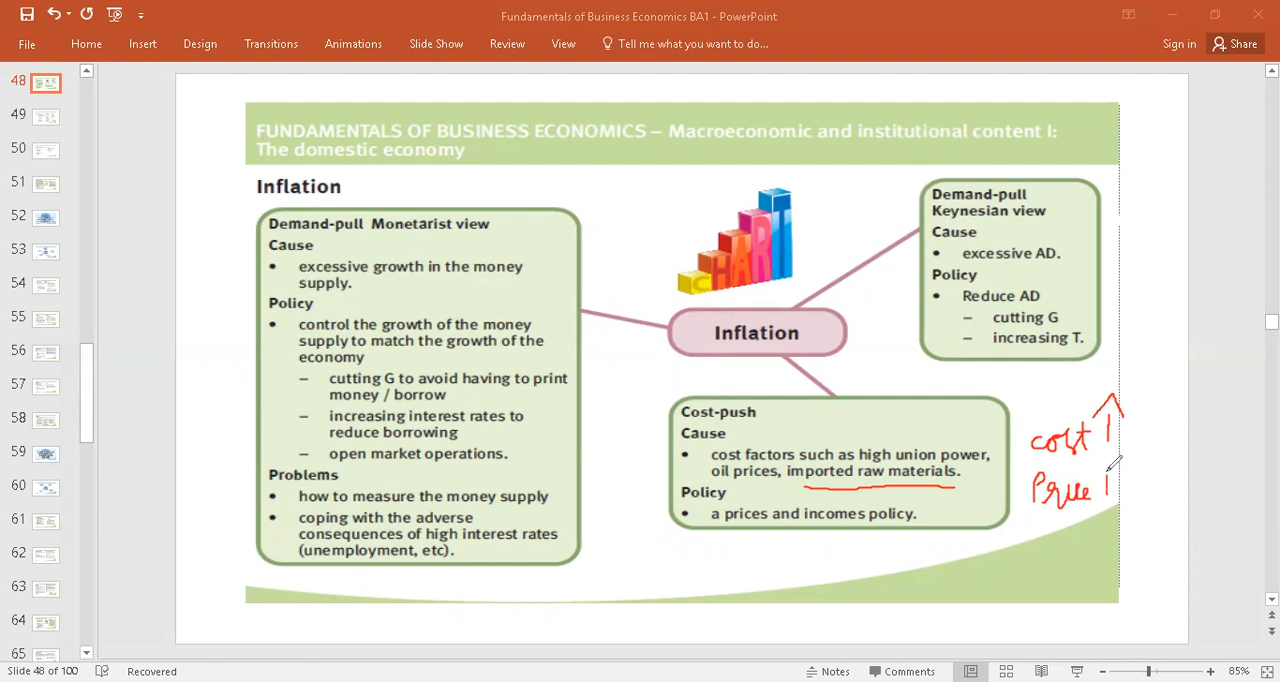 Fundamentals of Business Economics BA1 - PowerPoint
File Home Insert Design Transitions Animations Slide Show Review View Tell me what you want to do... Sign in Share
48
49
50
51
52
53
54
55
56
57
58
59
60
61
62
63
64
65
FUNDAMENTALS OF BUSINESS ECONOMICS – Macroeconomic and institutional content I:
The domestic economy
Inflation
Demand-pull Monetarist view
Cause
• excessive growth in the money
supply.
Policy
• control the growth of the money
supply to match the growth of the
economy
– cutting G to avoid having to print
money / borrow
– increasing interest rates to
reduce borrowing
– open market operations.
Problems
• how to measure the money supply
• coping with the adverse
consequences of high interest rates
(unemployment, etc).
CHART
Inflation
Demand-pull
Keynesian view
Cause
• excessive AD.
Policy
• Reduce AD
– cutting G
– increasing T.
Cost-push
Cause
• cost factors such as high union power,
oil prices, imported raw materials.
Policy
• a prices and incomes policy.
cost ↑
Price
Slide 48 of 100 Recovered Notes Comments 85%